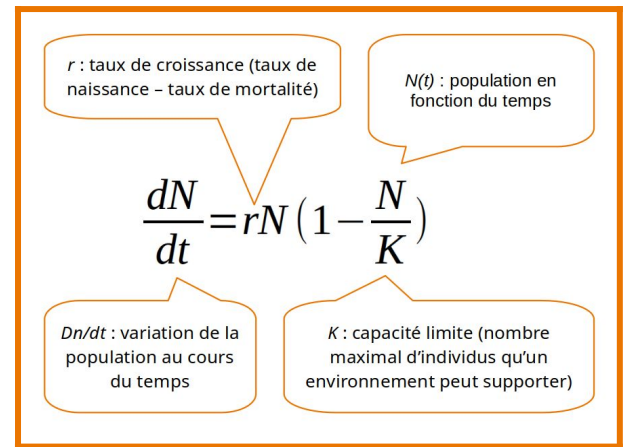 r : taux de croissance (taux de
naissance – taux de mortalité)
N(t) : population en
fonction du temps
dN/dt=rN(1−N/K)
Dn/dt : variation de la
population au cours
du temps
K : capacité limite (nombre
maximal d’individus qu’un
environnement peut supporter)